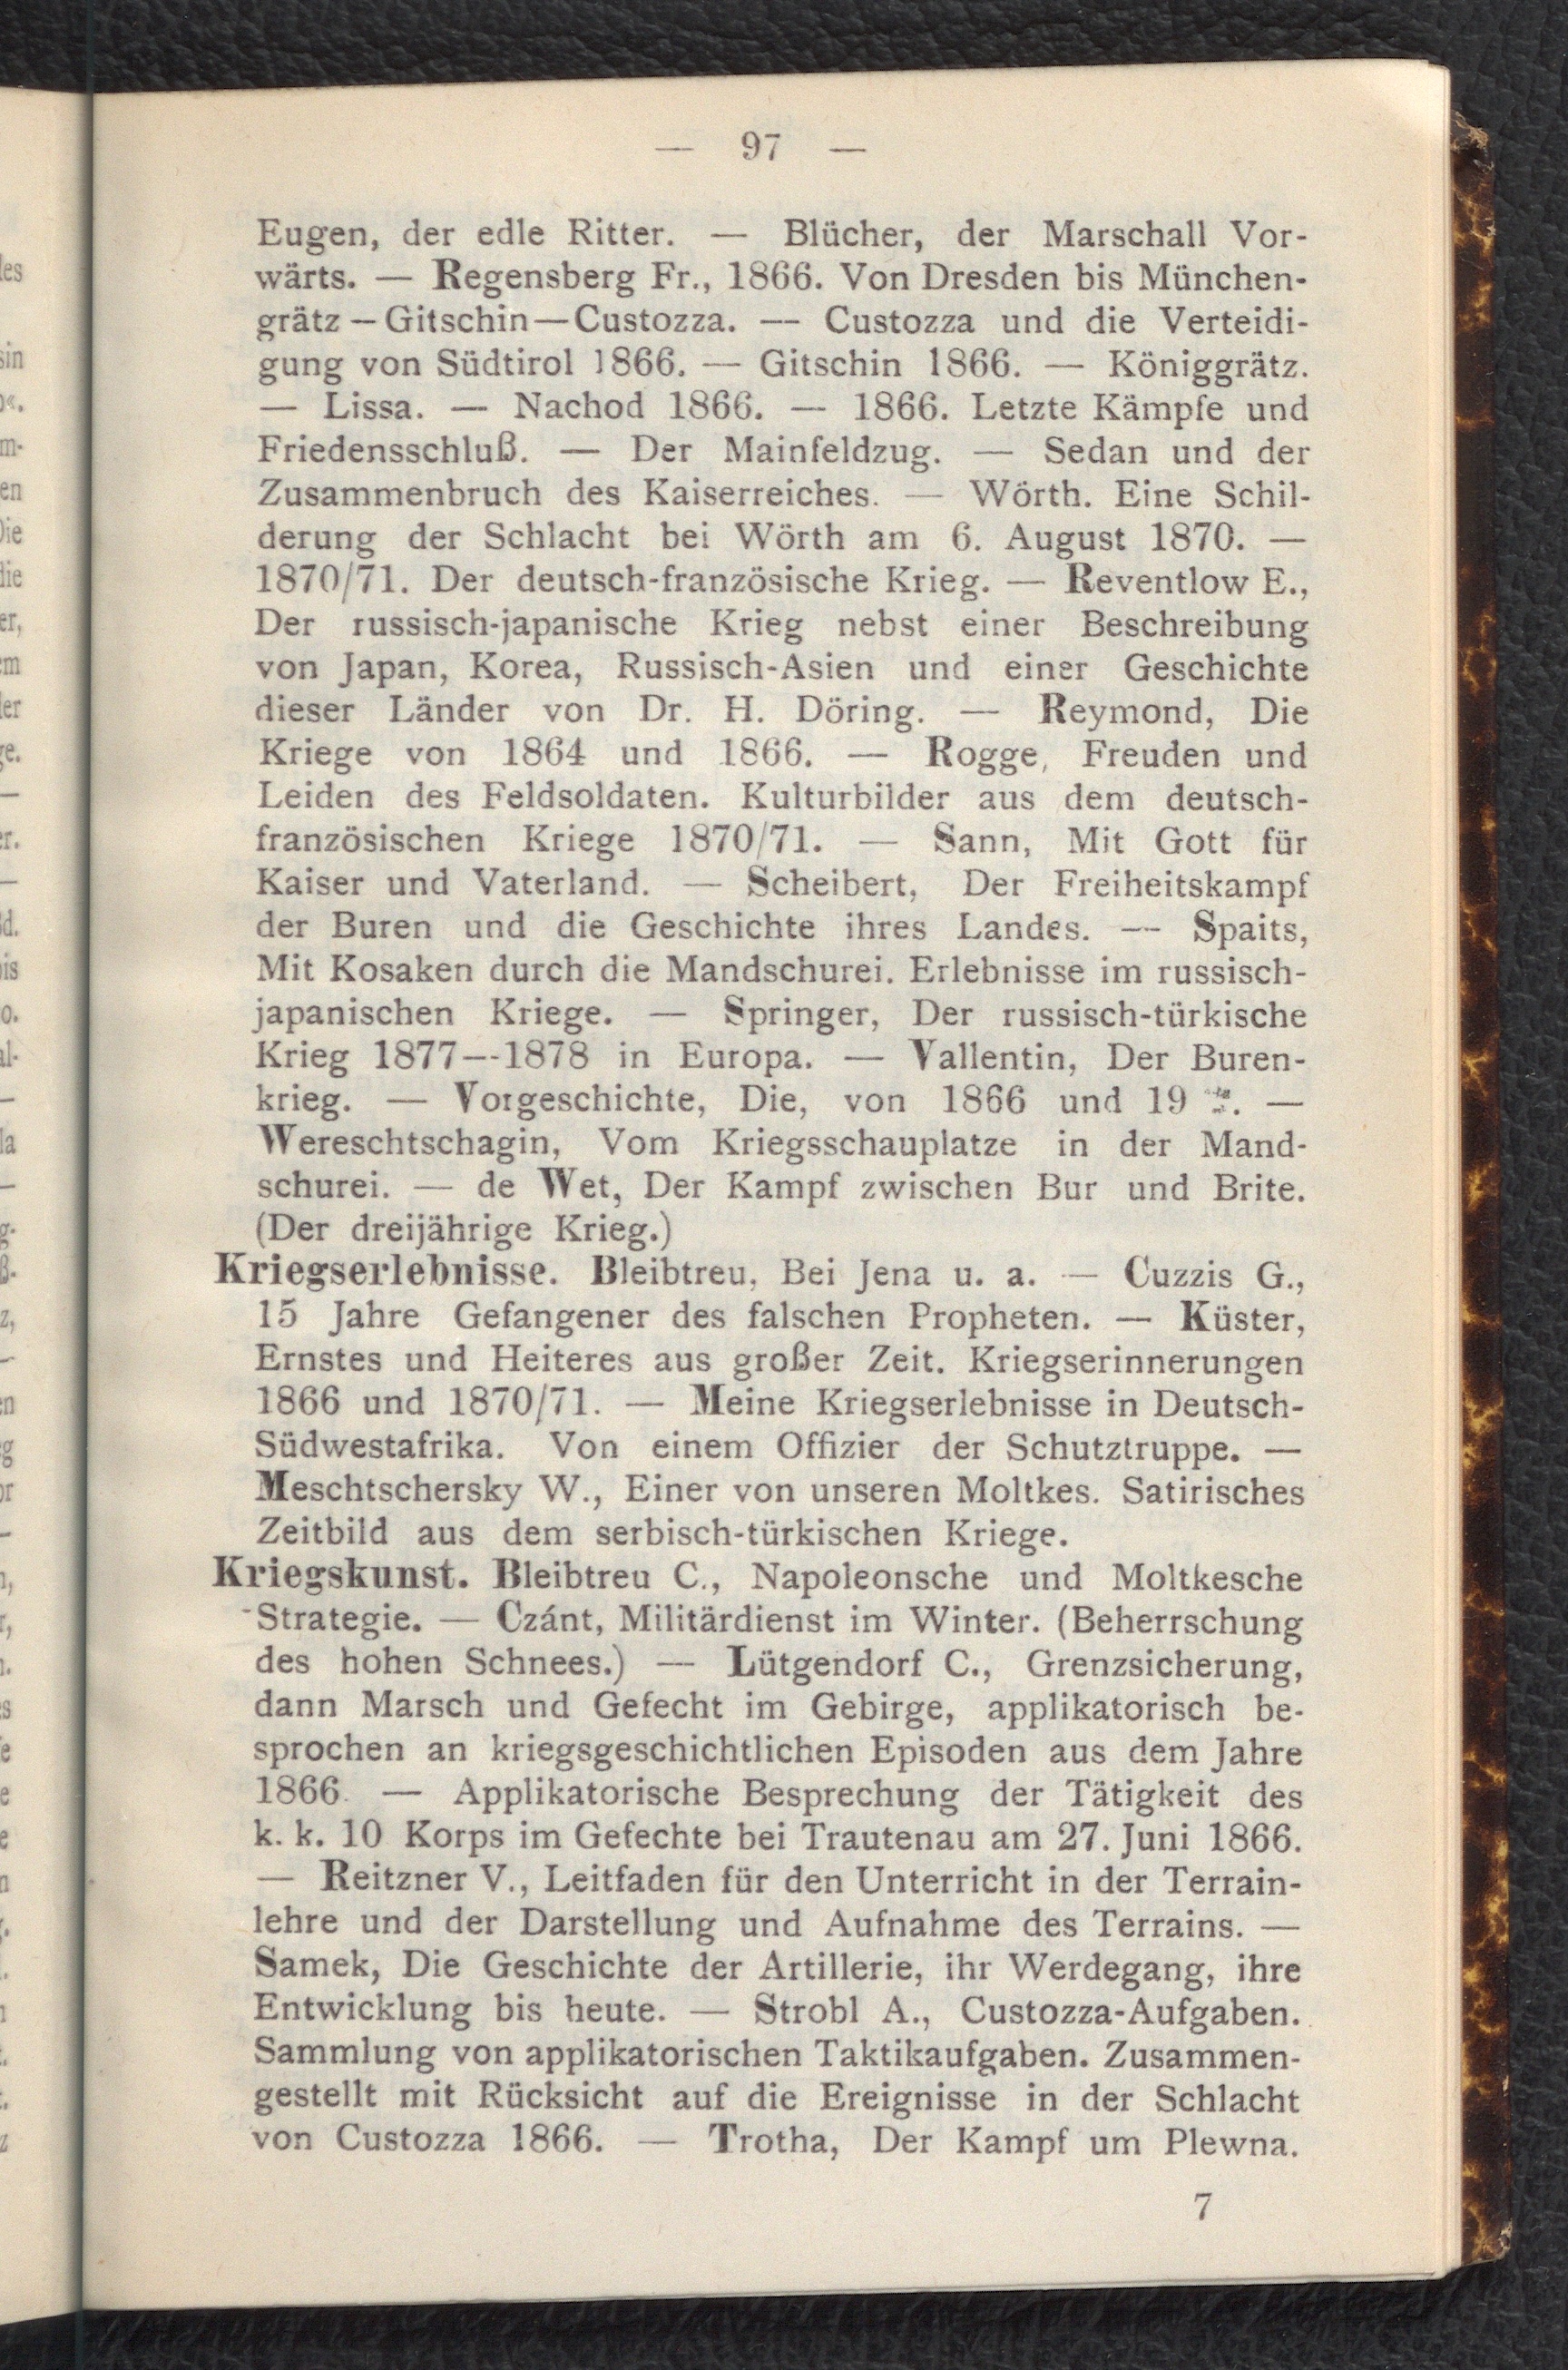 — 97 —
Eugen, der edle Ritter. — Blücher, der Marschall Vor-
wärts. — Regensberg Fr., 1866. Von Dresden bis München-
grätz — Gitschin—Custozza. — Custozza und die Verteidi-
gung von Südtirol 1866. — Gitschin 1866. — Königgrätz.
— Lissa. — Nachod 1866. — 1866. Letzte Kämpfe und
Friedensschluß. — Der Mainfeldzug. — Sedan und der
Zusammenbruch des Kaiserreiches. — Wörth. Eine Schil-
derung der Schlacht bei Wörth am 6. August 1870. —
1870/71. Der deutsch-französische Krieg. — Reventlow E.,
Der russisch-japanische Krieg nebst einer Beschreibung
von Japan, Korea, Russisch-Asien und einer Geschichte
dieser Länder von Dr. H. Döring. — Reymond, Die
Kriege von 1864 und 1866. — Rogge, Freuden und
Leiden des Feldsoldaten. Kulturbilder aus dem deutsch-
französischen Kriege 1870/71. — Sann, Mit Gott für
Kaiser und Vaterland. — Scheibert, Der Freiheitskampf
der Buren und die Geschichte ihres Landes. — Spaits,
Mit Kosaken durch die Mandschurei. Erlebnisse im russisch-
japanischen Kriege. — Springer, Der russisch-türkische
Krieg 1877—1878 in Europa. — Vallentin, Der Buren-
krieg. — Vorgeschichte, Die, von 1866 und 19 . —
Wereschtschagin, Vom Kriegsschauplatze in der Mand-
schurei. — de Wet, Der Kampf zwischen Bur und Brite.
(Der dreijährige Krieg.)
Kriegserlebnisse. Bleibtreu, Bei Jena u. a. — Cuzzis G.,
15 Jahre Gefangener des falschen Propheten. — Küster,
Ernstes und Heiteres aus großer Zeit. Kriegserinnerungen
1866 und 1870/71. — Meine Kriegserlebnisse in Deutsch-
Südwestafrika. Von einem Offizier der Schutztruppe. —
Meschtschersky W., Einer von unseren Moltkes. Satirisches
Zeitbild aus dem serbisch-türkischen Kriege.
Kriegskunst. Bleibtreu C., Napoleonsche und Moltkesche
Strategie. — Czánt, Militärdienst im Winter. (Beherrschung
des hohen Schnees.) — Lütgendorf C., Grenzsicherung,
dann Marsch und Gefecht im Gebirge, applikatorisch be-
sprochen an kriegsgeschichtlichen Episoden aus dem Jahre
1866. — Applikatorische Besprechung der Tätigkeit des
k. k. 10 Korps im Gefechte bei Trautenau am 27. Juni 1866.
— Reitzner V., Leitfaden für den Unterricht in der Terrain-
lehre und der Darstellung und Aufnahme des Terrains. —
Samek, Die Geschichte der Artillerie, ihr Werdegang, ihre
Entwicklung bis heute. — Strobl A., Custozza-Aufgaben.
Sammlung von applikatorischen Taktikaufgaben. Zusammen-
gestellt mit Rücksicht auf die Ereignisse in der Schlacht
von Custozza 1866. — Trotha, Der Kampf um Plewna.
7